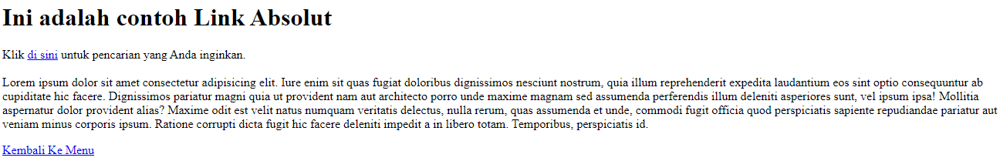 Ini adalah contoh Link Absolut
Klik di sini untuk pencarian yang Anda inginkan.
Lorem ipsum dolor sit amet consectetur adipisicing elit. Iure enim sit quas fugiat doloribus dignissimos nesciunt nostrum, quia illum reprehenderit expedita laudantium eos sint optio consequuntur ab
cupiditate hic facere. Dignissimos pariatur magni quia ut provident nam aut architecto porro unde maxime magnam sed assumenda perferendis illum deleniti asperiores sunt, vel ipsum ipsa! Mollitia
aspernatur dolor provident alias? Maxime odit est velit natus numquam veritatis delectus, nulla rerum, quas assumenda et unde, commodi fugit officia quod perspiciatis sapiente repudiandae pariatur aut
veniam minus corporis ipsum. Ratione corrupti dicta fugit hic facere deleniti impedit a in libero totam. Temporibus, perspiciatis id.
Kembali Ke Menu